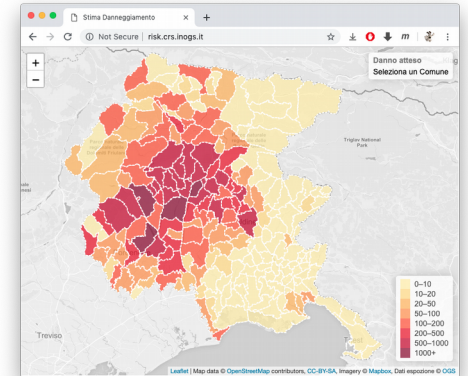 Stima Danneggiamento
Not Secure | risk.crs.inogs.it
Danno atteso
Seleziona un Comune
+
−
Triglav National
Park
Treviso
0–10
10–20
20–50
50–100
100–200
200–500
500–1000
1000+
Leaflet | Map data © OpenStreetMap contributors, CC-BY-SA, Imagery © Mapbox, Dati espozione © OGS